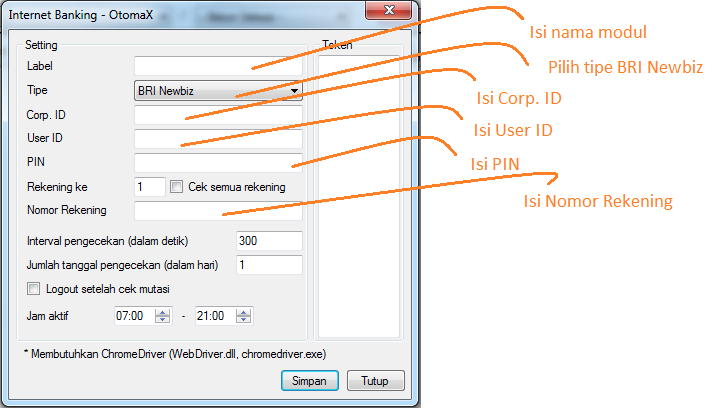 Internet Banking - OtomaX
Setting
Token
Label
Isi nama modul
Tipe
BRI Newbiz
Pilih tipe BRI Newbiz
Corp. ID
Isi Corp. ID
User ID
Isi User ID
PIN
Isi PIN
Rekening ke
1
Cek semua rekening
Nomor Rekening
Isi Nomor Rekening
Interval pengecekan (dalam detik)
300
Jumlah tanggal pengecekan (dalam hari)
1
Logout setelah cek mutasi
Jam aktif
07:00
-
21:00
* Membutuhkan ChromeDriver (WebDriver.dll, chromedriver.exe)
Simpan
Tutup